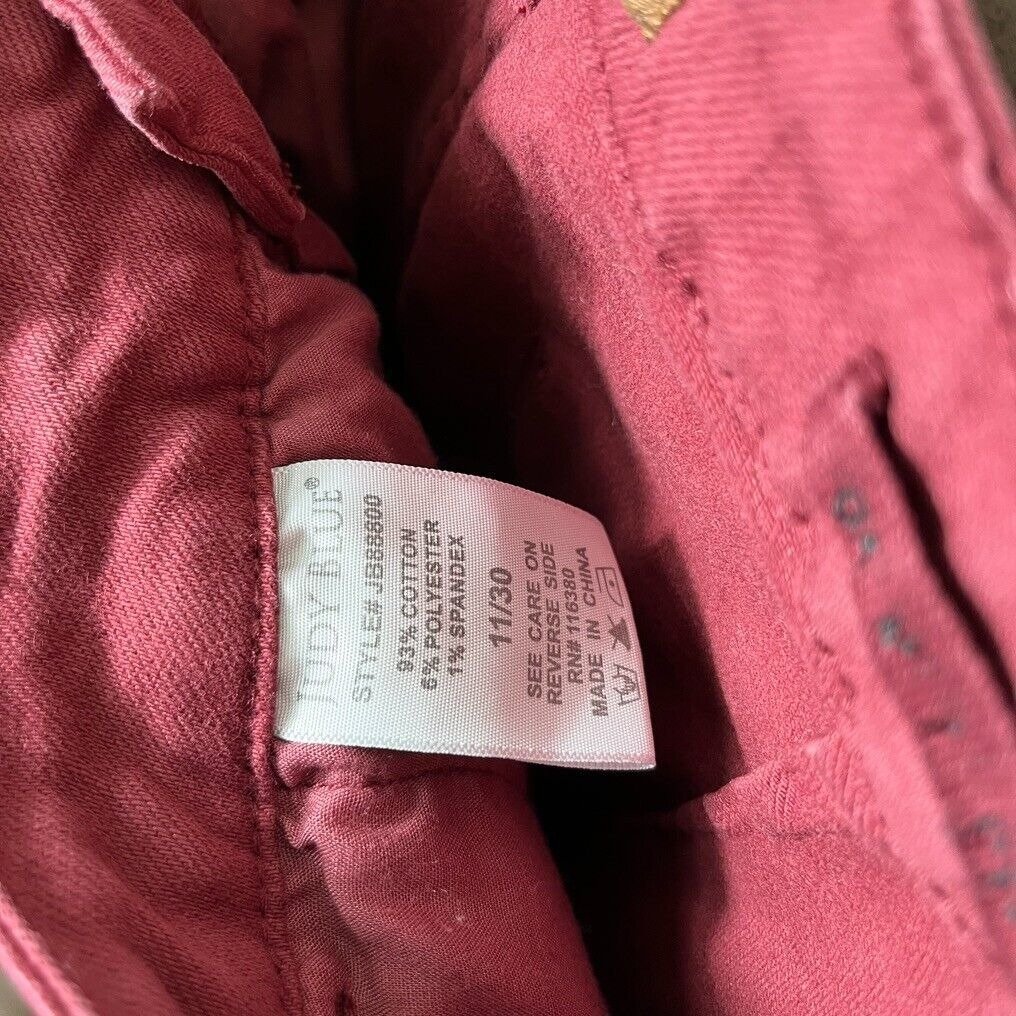 JUDY BLUE®
STYLE# JB88600
93% COTTON
6% POLYESTER
1% SPANDEX
11/30
SEE CARE ON
REVERSE SIDE
RN# 116380
MADE IN CHINA